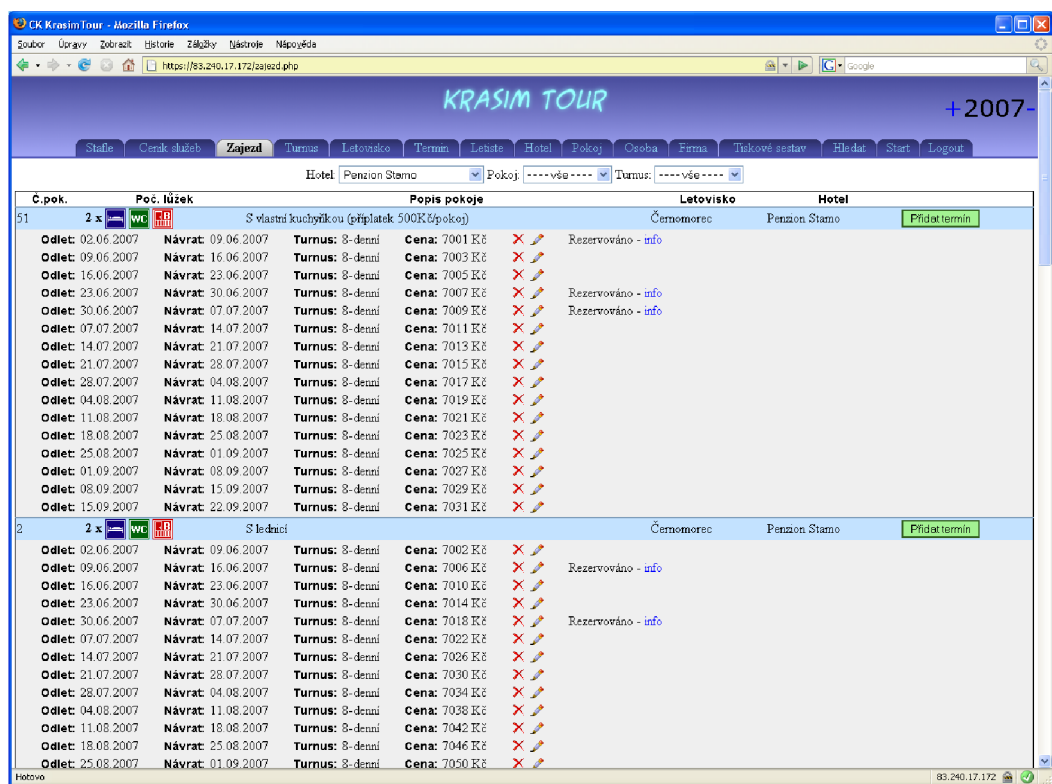 CK KrasimTour - Mozilla Firefox
Soubor Úpravy Zobrazit Historie Záložky Nástroje Nápověda
https://83.240.17.172/zajezd.php Google
KRASIM TOUR
+2007-
Stafle Ceník služeb Zajezd Turnus Letovisko Termin Letiste Hotel Pokoj Osoba Firma Tiskové sestav Hledat Start Logout
Hotel: Penzion Stamo Pokoj: ----vše---- Turnus: ----vše----
Č.pok. Poč. lůžek Popis pokoje Letovisko Hotel
51 2 x WC S vlastní kuchyňkou (příplatek 500Kč/pokoj) Černomorec Penzion Stamo Přidat termín
Odlet: 02.06.2007 Návrat: 09.06.2007 Turnus: 8-denní Cena: 7001 Kč Rezervováno - info
Odlet: 09.06.2007 Návrat: 16.06.2007 Turnus: 8-denní Cena: 7003 Kč
Odlet: 16.06.2007 Návrat: 23.06.2007 Turnus: 8-denní Cena: 7005 Kč
Odlet: 23.06.2007 Návrat: 30.06.2007 Turnus: 8-denní Cena: 7007 Kč Rezervováno - info
Odlet: 30.06.2007 Návrat: 07.07.2007 Turnus: 8-denní Cena: 7009 Kč Rezervováno - info
Odlet: 07.07.2007 Návrat: 14.07.2007 Turnus: 8-denní Cena: 7011 Kč
Odlet: 14.07.2007 Návrat: 21.07.2007 Turnus: 8-denní Cena: 7013 Kč
Odlet: 21.07.2007 Návrat: 28.07.2007 Turnus: 8-denní Cena: 7015 Kč
Odlet: 28.07.2007 Návrat: 04.08.2007 Turnus: 8-denní Cena: 7017 Kč
Odlet: 04.08.2007 Návrat: 11.08.2007 Turnus: 8-denní Cena: 7019 Kč
Odlet: 11.08.2007 Návrat: 18.08.2007 Turnus: 8-denní Cena: 7021 Kč
Odlet: 18.08.2007 Návrat: 25.08.2007 Turnus: 8-denní Cena: 7023 Kč
Odlet: 25.08.2007 Návrat: 01.09.2007 Turnus: 8-denní Cena: 7025 Kč
Odlet: 01.09.2007 Návrat: 08.09.2007 Turnus: 8-denní Cena: 7027 Kč
Odlet: 08.09.2007 Návrat: 15.09.2007 Turnus: 8-denní Cena: 7029 Kč
Odlet: 15.09.2007 Návrat: 22.09.2007 Turnus: 8-denní Cena: 7031 Kč
2 2 x WC S lednicí Černomorec Penzion Stamo Přidat termín
Odlet: 02.06.2007 Návrat: 09.06.2007 Turnus: 8-denní Cena: 7002 Kč
Odlet: 09.06.2007 Návrat: 16.06.2007 Turnus: 8-denní Cena: 7006 Kč Rezervováno - info
Odlet: 16.06.2007 Návrat: 23.06.2007 Turnus: 8-denní Cena: 7010 Kč
Odlet: 23.06.2007 Návrat: 30.06.2007 Turnus: 8-denní Cena: 7014 Kč
Odlet: 30.06.2007 Návrat: 07.07.2007 Turnus: 8-denní Cena: 7018 Kč Rezervováno - info
Odlet: 07.07.2007 Návrat: 14.07.2007 Turnus: 8-denní Cena: 7022 Kč
Odlet: 14.07.2007 Návrat: 21.07.2007 Turnus: 8-denní Cena: 7026 Kč
Odlet: 21.07.2007 Návrat: 28.07.2007 Turnus: 8-denní Cena: 7030 Kč
Odlet: 28.07.2007 Návrat: 04.08.2007 Turnus: 8-denní Cena: 7034 Kč
Odlet: 04.08.2007 Návrat: 11.08.2007 Turnus: 8-denní Cena: 7038 Kč
Odlet: 11.08.2007 Návrat: 18.08.2007 Turnus: 8-denní Cena: 7042 Kč
Odlet: 18.08.2007 Návrat: 25.08.2007 Turnus: 8-denní Cena: 7046 Kč
Odlet: 25.08.2007 Návrat: 01.09.2007 Turnus: 8-denní Cena: 7050 Kč
Hotovo 83.240.17.172